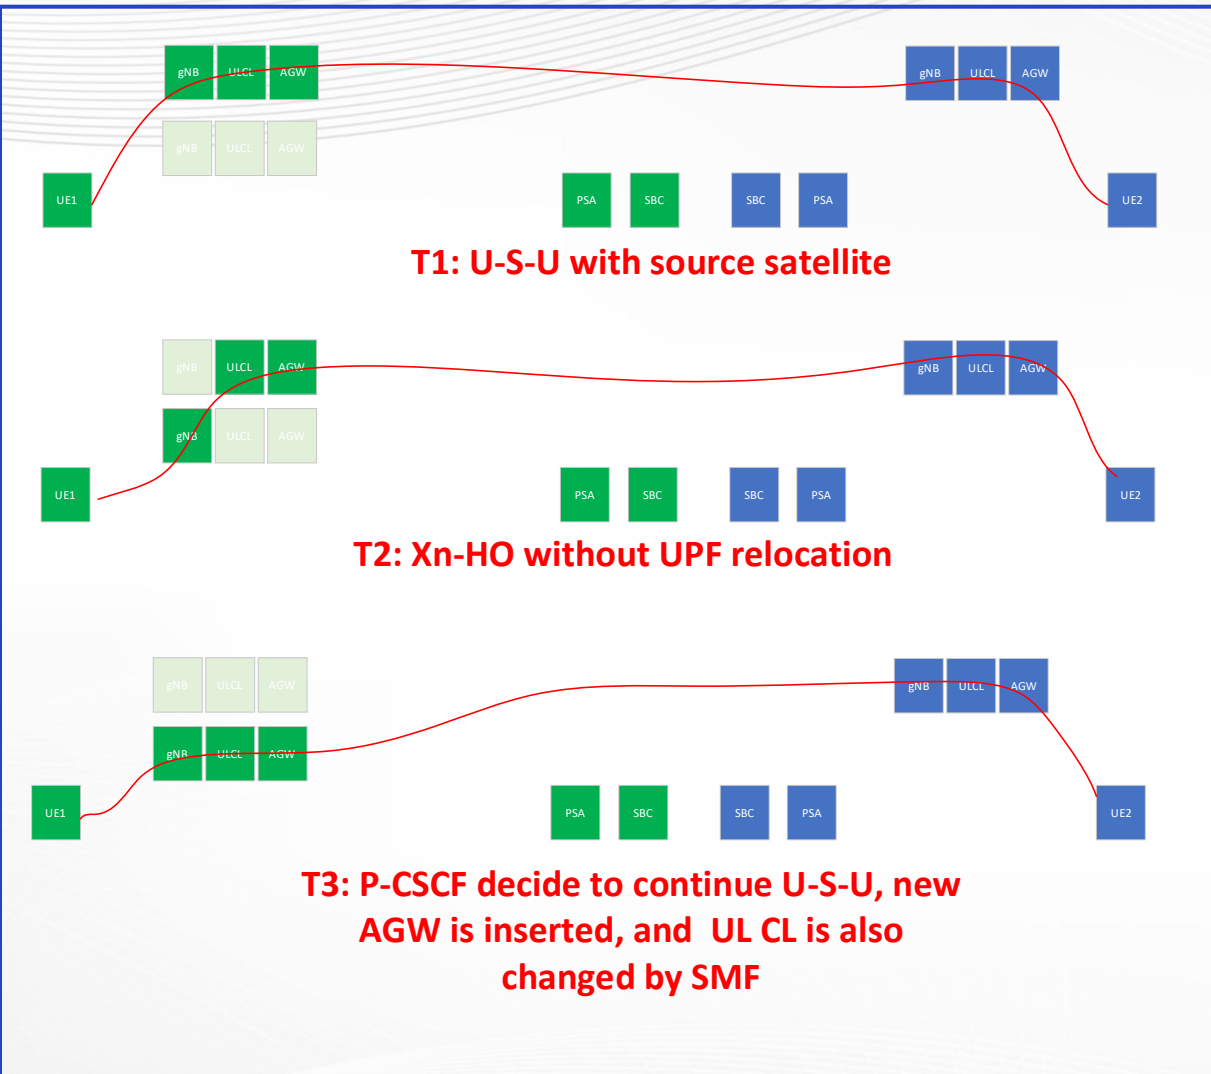 gNB ULCL AGW gNB ULCL AGW
gNB ULCL AGW
UE1 PSA SBC SBC PSA UE2
T1: U-S-U with source satellite
gNB ULCL AGW gNB ULCL AGW
gNB ULCL AGW
UE1 PSA SBC SBC PSA UE2
T2: Xn-HO without UPF relocation
gNB ULCL AGW gNB ULCL AGW
gNB ULCL AGW
UE1 PSA SBC SBC PSA UE2
T3: P-CSCF decide to continue U-S-U, new
AGW is inserted, and UL CL is also
changed by SMF